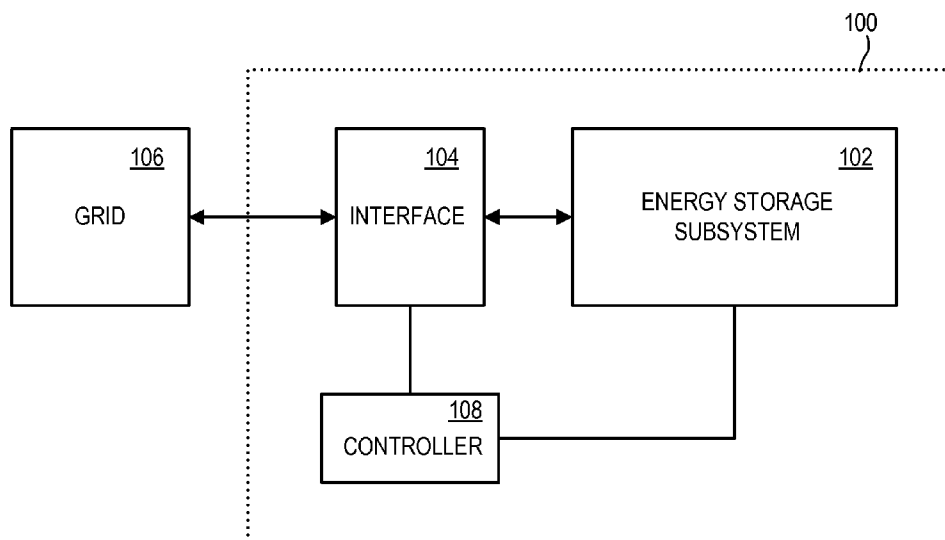 100
106
GRID
104
INTERFACE
102
ENERGY STORAGE
SUBSYSTEM
108
CONTROLLER